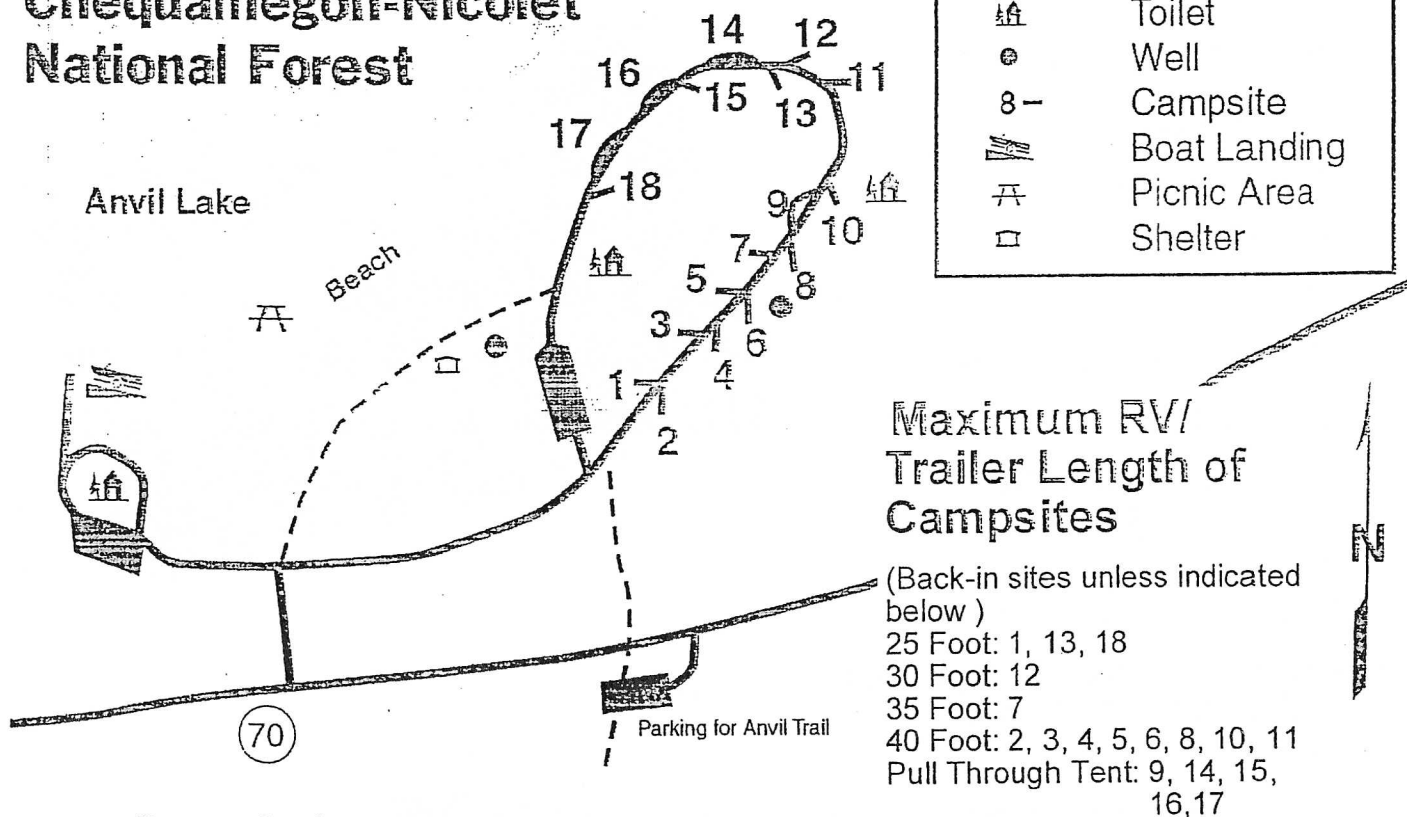 Chequamegon-Nicolet
National Forest
Toilet
Well
8 – Campsite
Boat Landing
Picnic Area
Shelter
Anvil Lake
Beach
14
12
16
11
15
13
17
18
9
10
7
5
8
3
6
4
1
2
Maximum RV/
Trailer Length of
Campsites
(Back-in sites unless indicated
below )
25 Foot: 1, 13, 18
30 Foot: 12
35 Foot: 7
40 Foot: 2, 3, 4, 5, 6, 8, 10, 11
Pull Through Tent: 9, 14, 15,
16,17
N
70
Parking for Anvil Trail